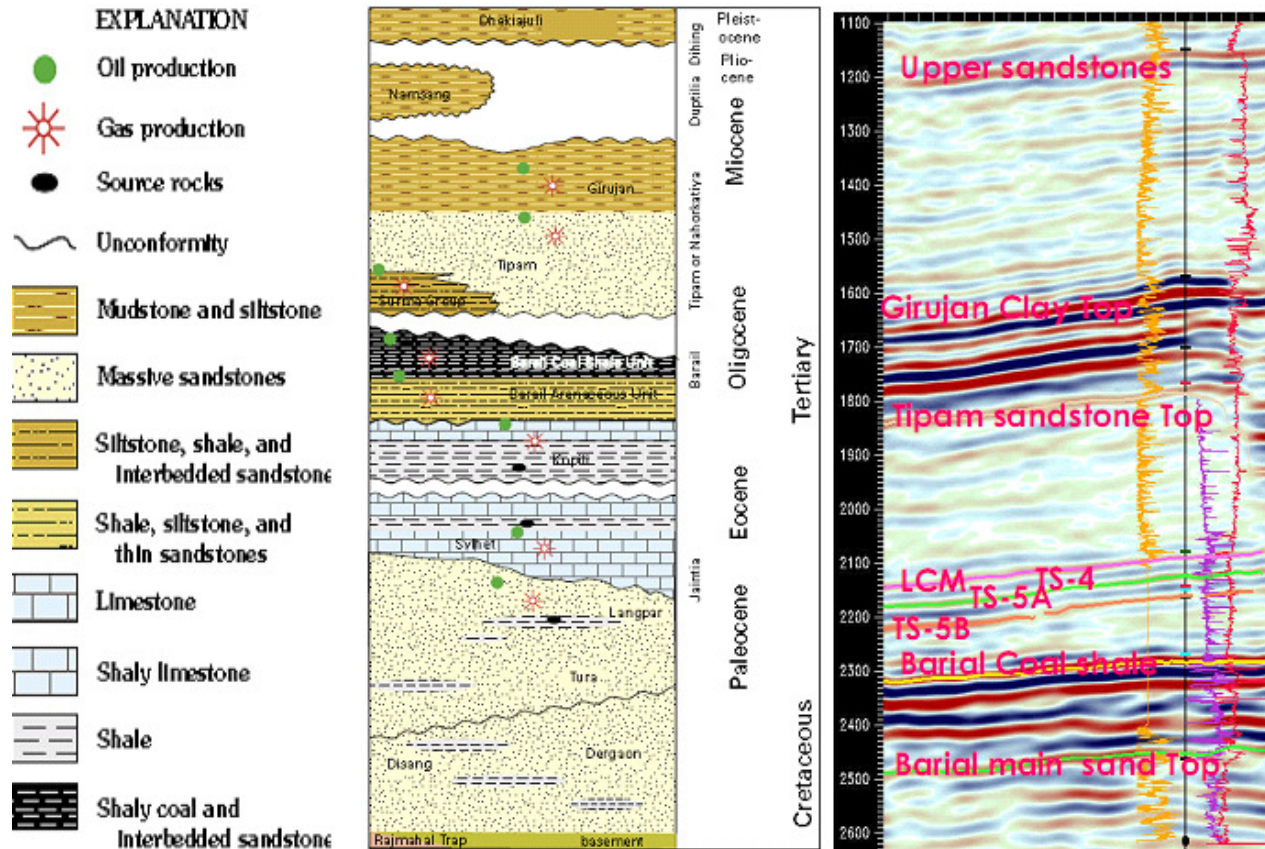 EXPLANATION
Oil production
Gas production
Source rocks
Unconformity
Mudstone and siltstone
Massive sandstones
Siltstone, shale, and
Interbedded sandstone
Shale, siltstone, and
thin sandstones
Limestone
Shaly limestone
Shale
Shaly coal and
Interbedded sandstone
Dhekiajuli
Namsang
Girujan
Tipam
Surma Group
Barail Coal Shale Unit
Barail Arenaceous Unit
Kopili
Sylhet
Langpar
Tura
Dergaon
Disang
Rajmahal Trap
basement
Dihing
Duptilia
Tipam or Nahorkatiya
Barail
Jaintia
Pleist-
ocene
Plio-
cene
Miocene
Oligocene
Eocene
Paleocene
Tertiary
Cretaceous
1100
Upper sandstones
1200
1300
1400
1500
1600
Girujan Clay Top
1700
1800
Tipam sandstone Top
1900
2000
2100
LCM TS-4
TS-5A
2200
TS-5B
Barial Coal shale
2300
2400
Barial main sand Top
2500
2600